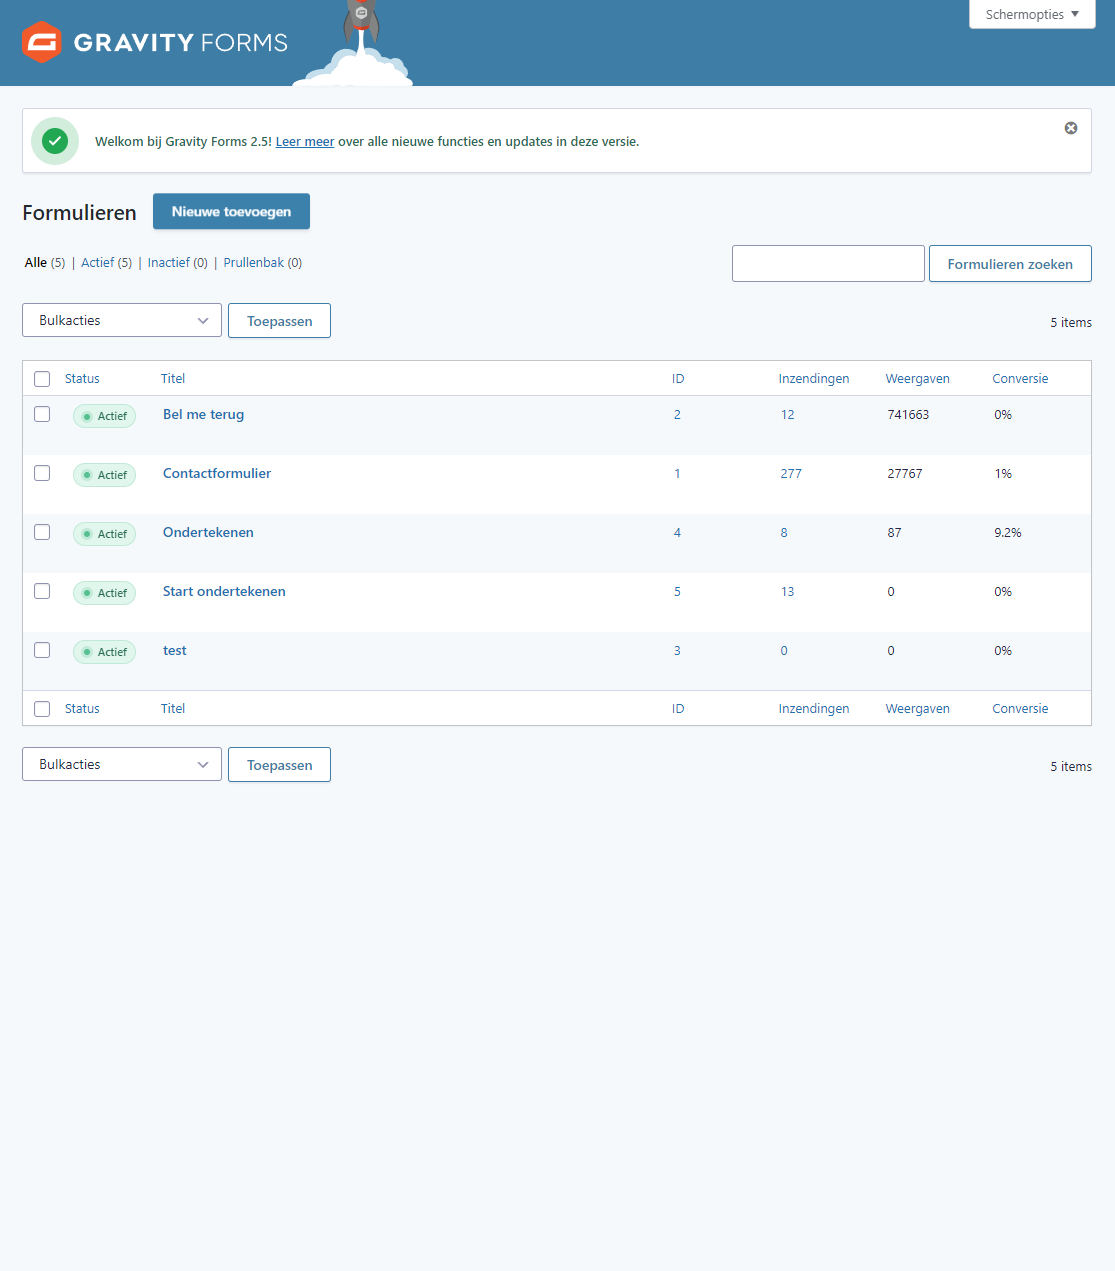 Schermopties
GRAVITY FORMS
Welkom bij Gravity Forms 2.5! Leer meer over alle nieuwe functies en updates in deze versie.
Formulieren Nieuwe toevoegen
Alle (5) | Actief (5) | Inactief (0) | Prullenbak (0) Formulieren zoeken
Bulkacties Toepassen 5 items
Status Titel ID Inzendingen Weergaven Conversie
Actief Bel me terug 2 12 741663 0%
Actief Contactformulier 1 277 27767 1%
Actief Ondertekenen 4 8 87 9.2%
Actief Start ondertekenen 5 13 0 0%
Actief test 3 0 0 0%
Status Titel ID Inzendingen Weergaven Conversie
Bulkacties Toepassen 5 items